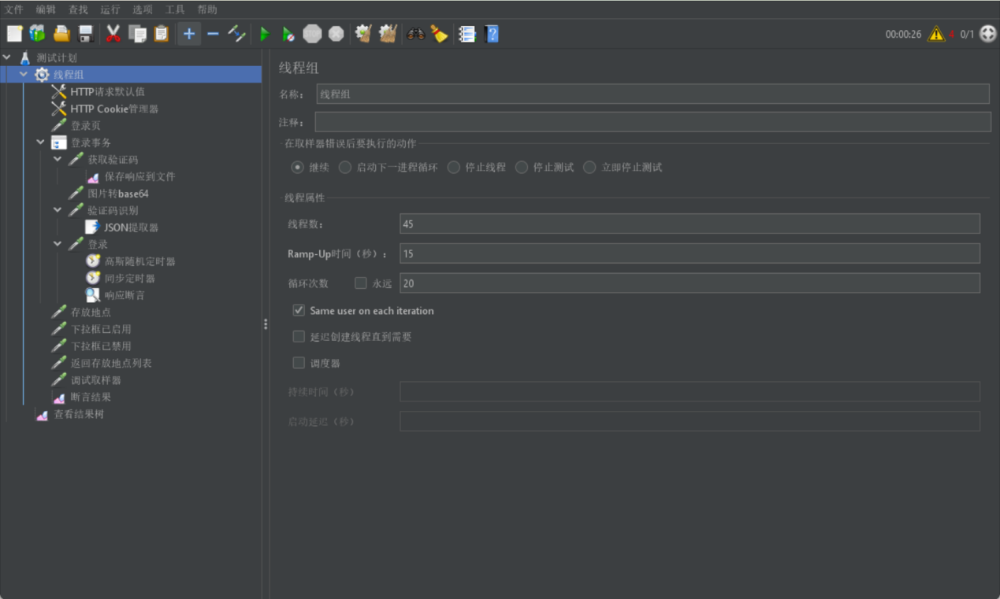 文件 编辑 查找 运行 选项 工具 帮助
00:00:26 4 0/1
测试计划
线程组
HTTP请求默认值
HTTP Cookie管理器
登录页
登录事务
获取验证码
保存响应到文件
图片转base64
验证码识别
JSON提取器
登录
高斯随机定时器
同步定时器
响应断言
存放地点
下拉框已启用
下拉框已禁用
返回存放地点列表
调试取样器
断言结果
查看结果树
线程组
名称： 线程组
注释：
在取样器错误后要执行的动作
继续 启动下一进程循环 停止线程 停止测试 立即停止测试
线程属性
线程数： 45
Ramp-Up时间（秒）： 15
循环次数 永远 20
Same user on each iteration
延迟创建线程直到需要
调度器
持续时间（秒）
启动延迟（秒）